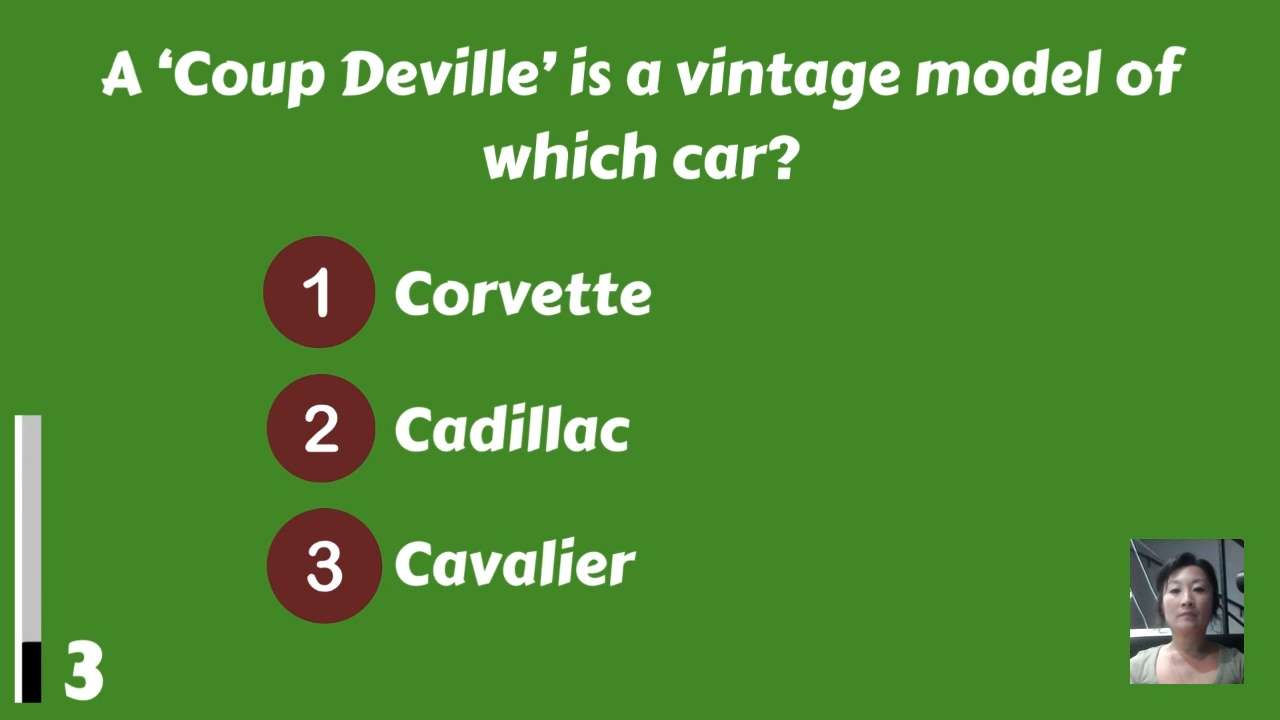 A ‘Coup Deville’ is a vintage model of
which car?
1 Corvette
2 Cadillac
3 Cavalier
3